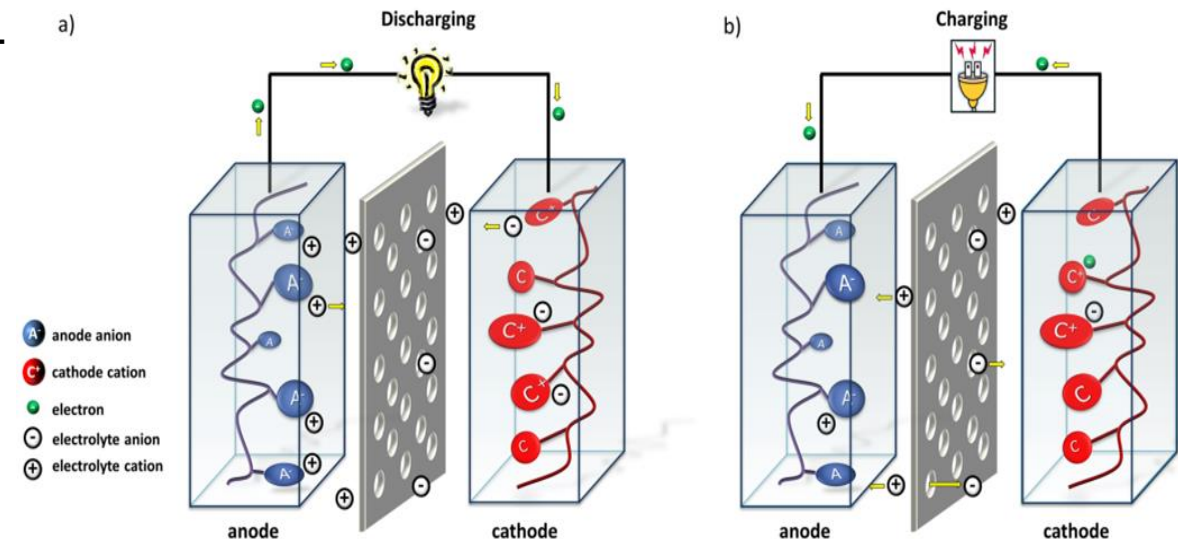 a)
Discharging
b)
Charging
A
A⁻
A
A⁻
A⁻
C⁺
C
C⁺
C⁺
C
A
A⁻
A
A⁻
A
C
C⁺
C⁺
C
C
+
+
+
+
+
+
+
-
-
-
-
-
-
+
+
+
+
-
-
-
-
A⁻ anode anion
C⁺ cathode cation
electron
- electrolyte anion
+ electrolyte cation
anode
cathode
anode
cathode